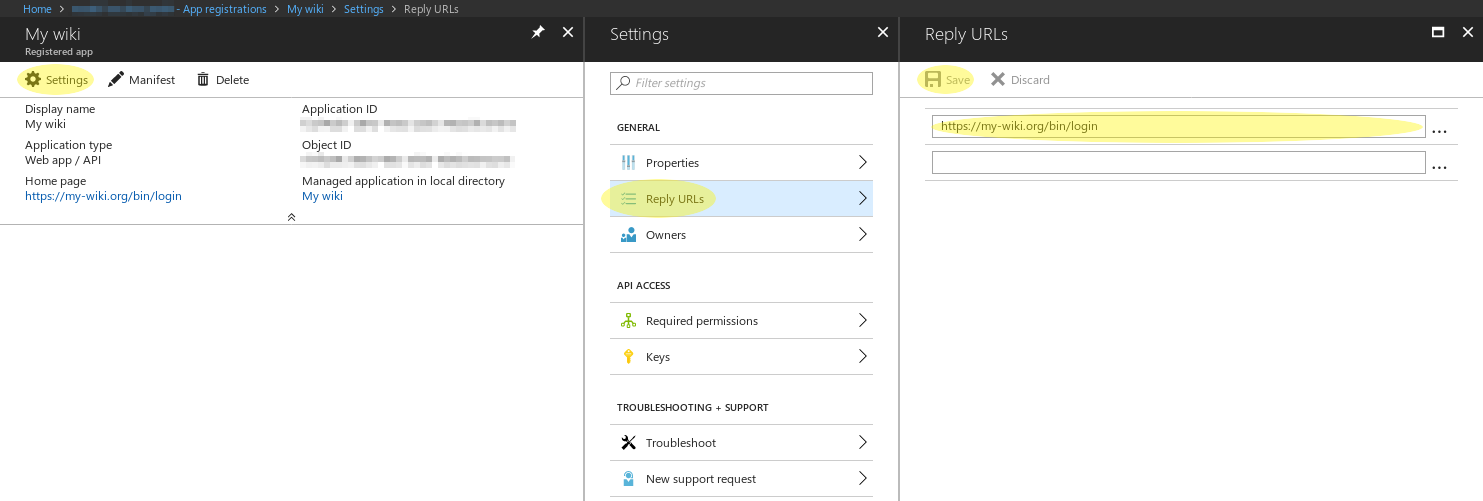 Home > - App registrations > My wiki > Settings > Reply URLs
My wiki
Registered app
Settings Manifest Delete
Display name
My wiki
Application ID
Application type
Web app / API
Object ID
Home page
https://my-wiki.org/bin/login
Managed application in local directory
My wiki
Settings
Filter settings
GENERAL
Properties
Reply URLs
Owners
API ACCESS
Required permissions
Keys
TROUBLESHOOTING + SUPPORT
Troubleshoot
New support request
Reply URLs
Save Discard
https://my-wiki.org/bin/login
...
...